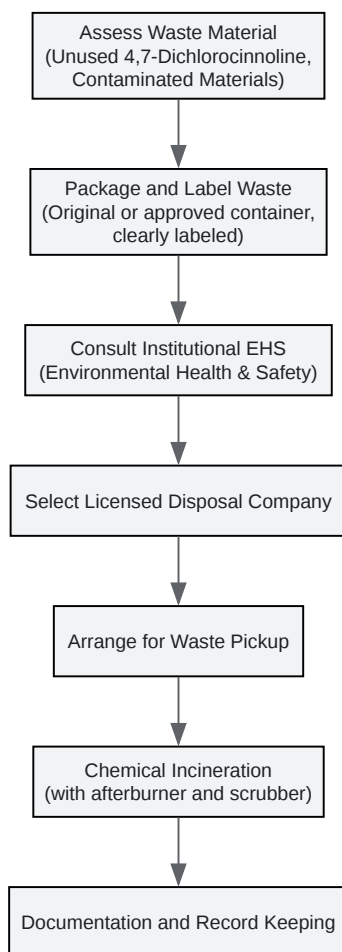 Assess Waste Material
(Unused 4,7-Dichlorocinnoline,
Contaminated Materials)
Package and Label Waste
(Original or approved container,
clearly labeled)
Consult Institutional EHS
(Environmental Health & Safety)
Select Licensed Disposal Company
Arrange for Waste Pickup
Chemical Incineration
(with afterburner and scrubber)
Documentation and Record Keeping